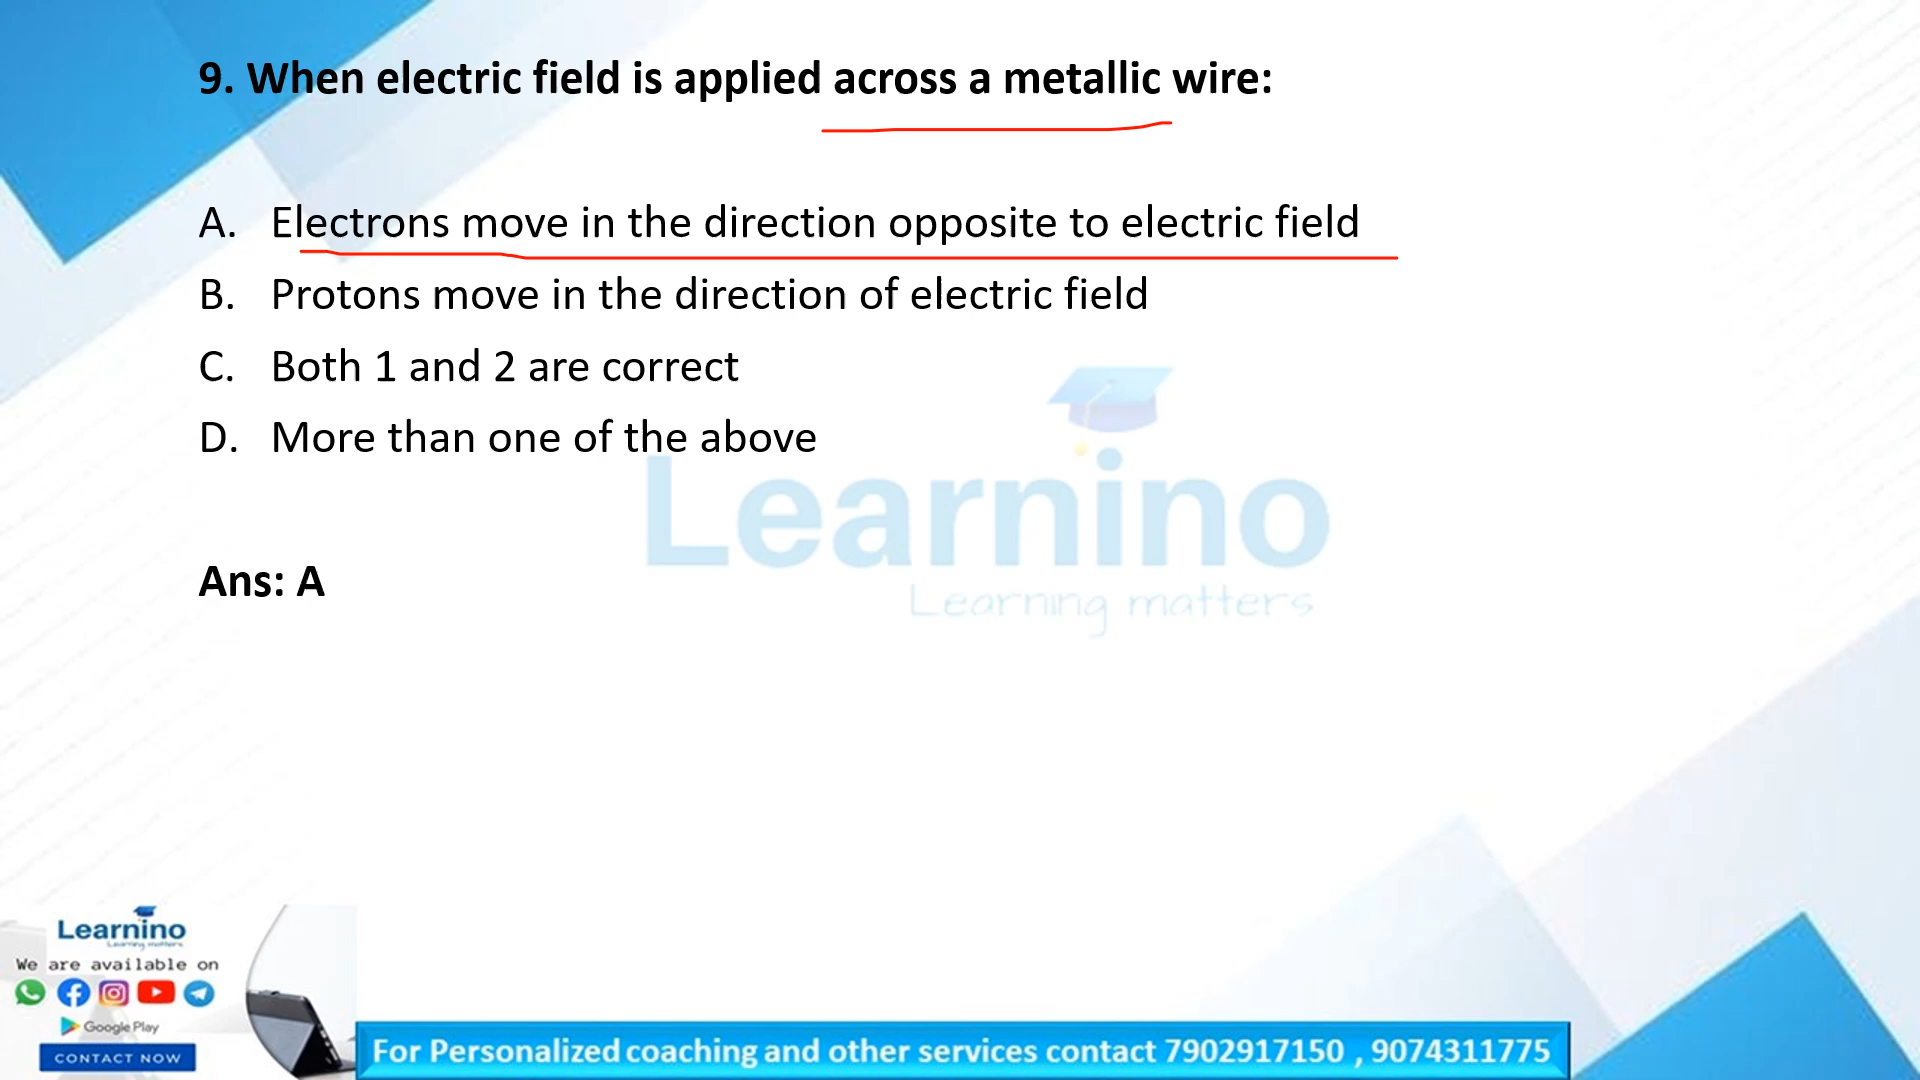 9. When electric field is applied across a metallic wire:
A. Electrons move in the direction opposite to electric field
B. Protons move in the direction of electric field
C. Both 1 and 2 are correct
D. More than one of the above
Learnino
Learning matters
Ans: A
Learnino
Learning matters
We are available on
Google Play
CONTACT NOW
For Personalized coaching and other services contact 7902917150 , 9074311775